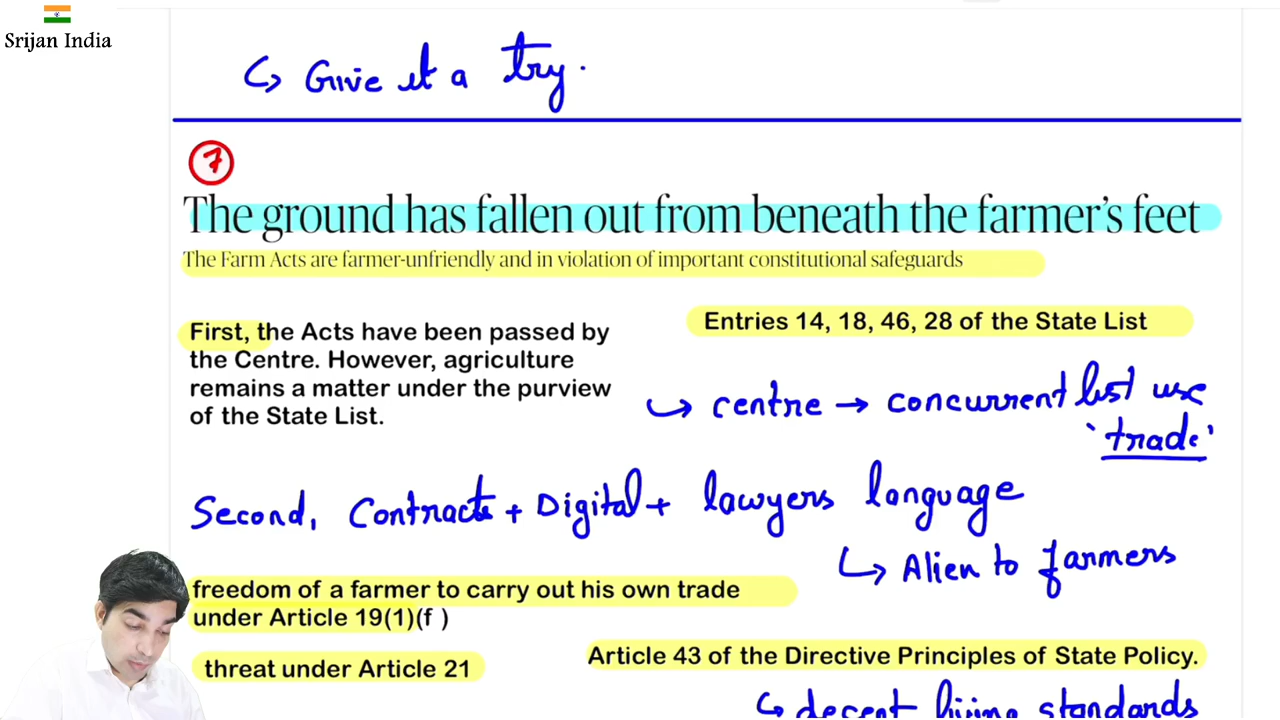 Srijan India
↳ Give it a try.
7
The ground has fallen out from beneath the farmer's feet
The Farm Acts are farmer-unfriendly and in violation of important constitutional safeguards
First, the Acts have been passed by
the Centre. However, agriculture
remains a matter under the purview
of the State List.
Entries 14, 18, 46, 28 of the State List
↳ centre → concurrent list use
'trade'
Second, Contracts + Digital + lawyers language
↳ Alien to farmers
freedom of a farmer to carry out his own trade
under Article 19(1)(f )
threat under Article 21
Article 43 of the Directive Principles of State Policy.
↳ decent living standards